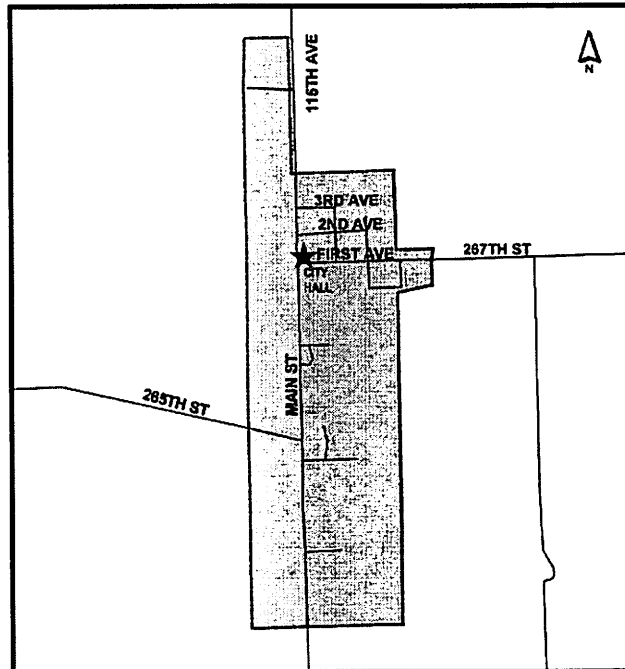 115TH AVE
N
3RD AVE
2ND AVE
FIRST AVE
267TH ST
CITY
HALL
MAIN ST
265TH ST